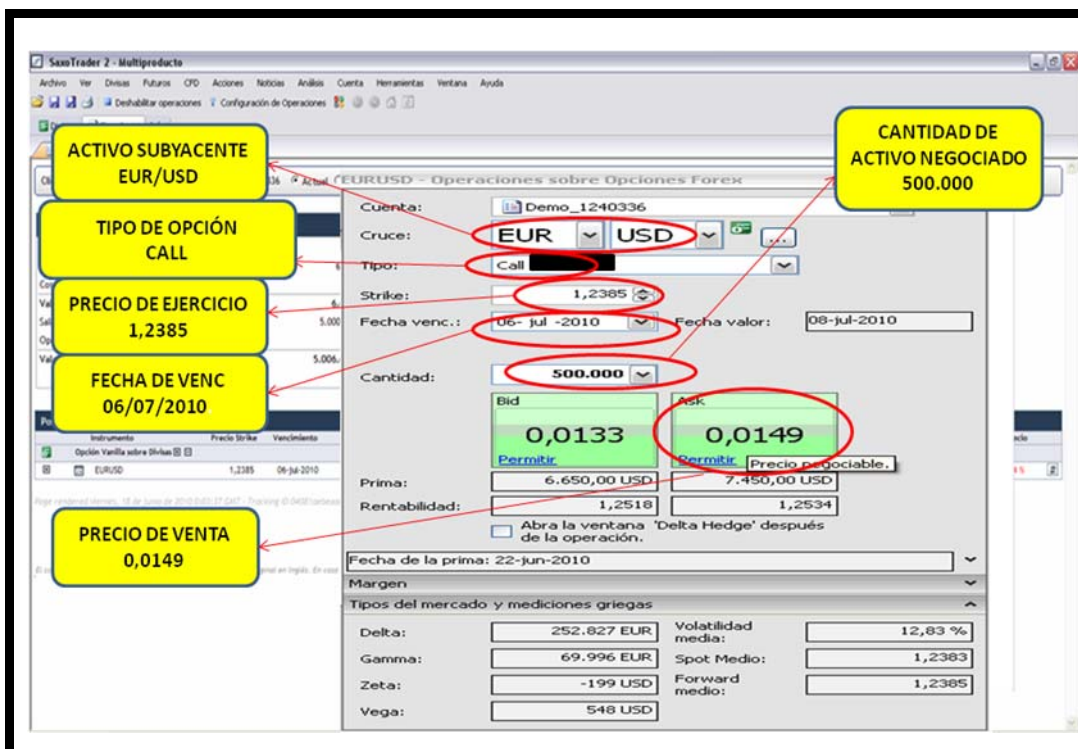 SaxoTrader 2 - Multiproducto
Archivo Ver Divisas Futuros CFD Acciones Noticias Análisis Cuenta Herramientas Ventana Ayuda
Deshabilitar operaciones Configuración de Operaciones
ACTIVO SUBYACENTE
EUR/USD
CANTIDAD DE
ACTIVO NEGOCIADO
500.000
TIPO DE OPCIÓN
CALL
PRECIO DE EJERCICIO
1,2385
FECHA DE VENC
06/07/2010
PRECIO DE VENTA
0,0149
Actual
EURUSD - Operaciones sobre Opciones Forex
Cuenta: Demo_1240336
Cruce: EUR USD ...
Tipo: Call
Strike: 1,2385
Fecha venc.: 06- jul -2010 Fecha valor: 08-jul-2010
Cantidad: 500.000
Bid Ask
0,0133 0,0149
Permitir Permitir Precio negociable.
Prima: 6.650,00 USD 7.450,00 USD
Rentabilidad: 1,2518 1,2534
Abra la ventana 'Delta Hedge' después
de la operación.
Fecha de la prima: 22-jun-2010
Margen
Tipos del mercado y mediciones griegas
Delta: 252.827 EUR Volatilidad media: 12,83 %
Gamma: 69.996 EUR Spot Medio: 1,2383
Zeta: -199 USD Forward medio: 1,2385
Vega: 548 USD
5.000
5.006.
Instrumento Precio Strike Vencimiento
Opción Vanilla sobre Divisas
EURUSD 1,2385 06-jul-2010